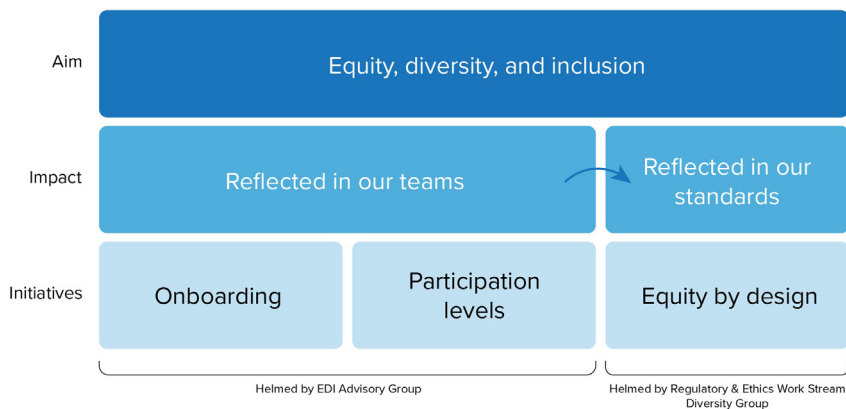 Aim
Equity, diversity, and inclusion
Impact
Reflected in our teams
Reflected in our
standards
Initiatives
Onboarding
Participation
levels
Equity by design
Helmed by EDI Advisory Group
Helmed by Regulatory & Ethics Work Stream
Diversity Group